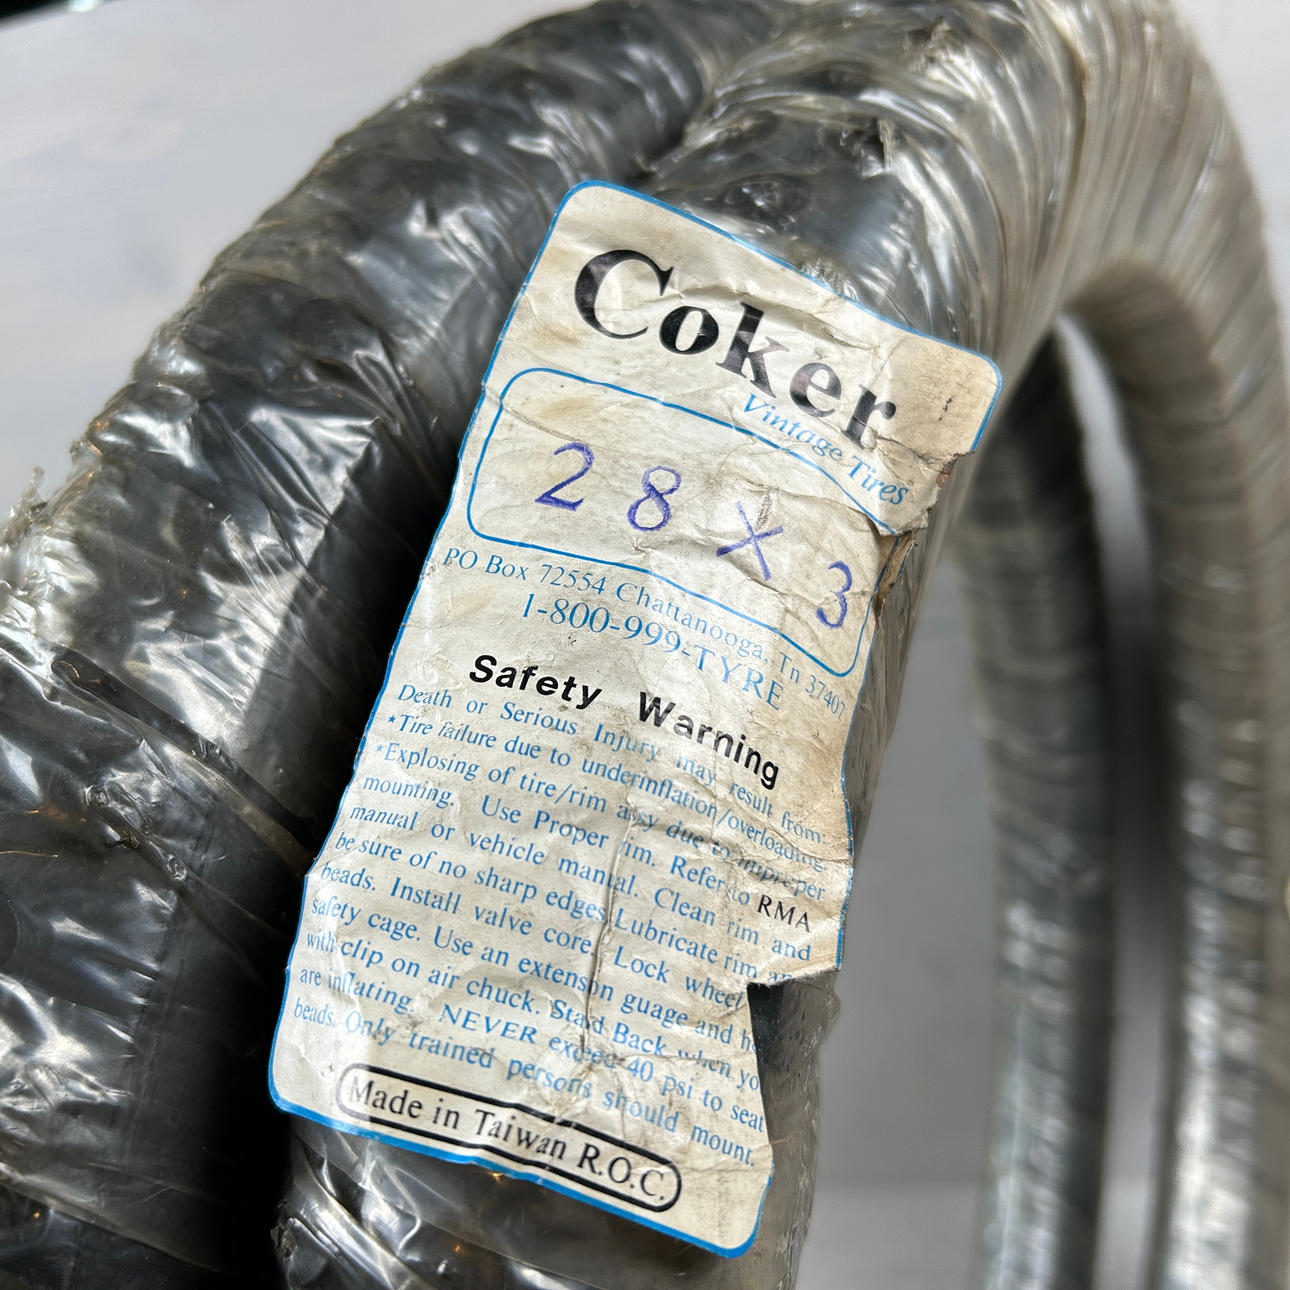 Coker
Vintage Tires
28 X 3
PO Box 72554 Chattanooga, Tn 37407
1-800-999-TYRE
Safety Warning
Death or Serious Injury may result from:
*Tire failure due to underinflation/overloading
*Explosing of tire/rim assy due to improper
mounting. Use Proper rim. Refer to RMA
manual or vehicle manual. Clean rim and
be sure of no sharp edges Lubricate rim
beads. Install valve core. Lock wheel
safety cage. Use an extenson guage and
with clip on air chuck. Stand Back when
are inflating. NEVER exceed 40 psi to seat
beads. Only trained persons should mount.
Made in Taiwan R.O.C.